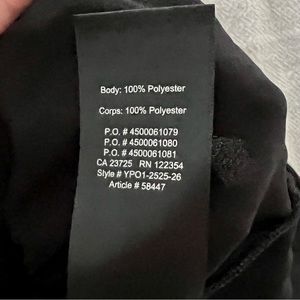 Body: 100% Polyester
Corps: 100% Polyester
P.O. # 4500061079
P.O. # 4500061080
P.O. # 4500061081
CA 23725 RN 122354
Style # YPO1-2525-26
Article # 58447